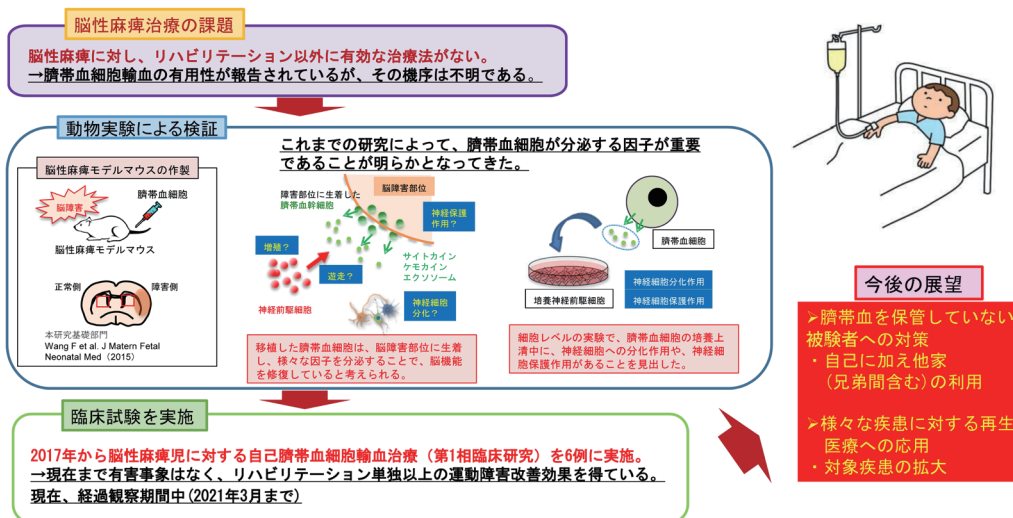 脳性麻痺治療の課題
脳性麻痺に対し、リハビリテーション以外に有効な治療法がない。
→臍帯血細胞輸血の有用性が報告されているが、その機序は不明である。
動物実験による検証
これまでの研究によって、臍帯血細胞が分泌する因子が重要
であることが明らかとなってきた。
脳性麻痺モデルマウスの作製
臍帯血細胞
脳障害
脳性麻痺モデルマウス
正常側
障害側
本研究基礎部門
Wang F et al. J Matern Fetal
Neonatal Med（2015）
障害部位に生着した
臍帯血幹細胞
脳障害部位
神経保護
作用？
増殖？
遊走？
サイトカイン
ケモカイン
エクソソーム
神経前駆細胞
神経細胞
分化？
移植した臍帯血細胞は、脳障害部位に生着
し、様々な因子を分泌することで、脳機能
を修復していると考えられる。
臍帯血細胞
培養神経前駆細胞
神経細胞分化作用
神経細胞保護作用
細胞レベルの実験で、臍帯血細胞の培養上
清中に、神経細胞への分化作用や、神経細
胞保護作用があることを見出した。
臨床試験を実施
2017年から脳性麻痺児に対する自己臍帯血細胞輸血治療（第1相臨床研究）を6例に実施。
→現在まで有害事象はなく、リハビリテーション単独以上の運動障害改善効果を得ている。
現在、経過観察期間中(2021年3月まで)
今後の展望
➢臍帯血を保管していない
被験者への対策
・自己に加え他家
（兄弟間含む）の利用
➢様々な疾患に対する再生
医療への応用
・対象疾患の拡大